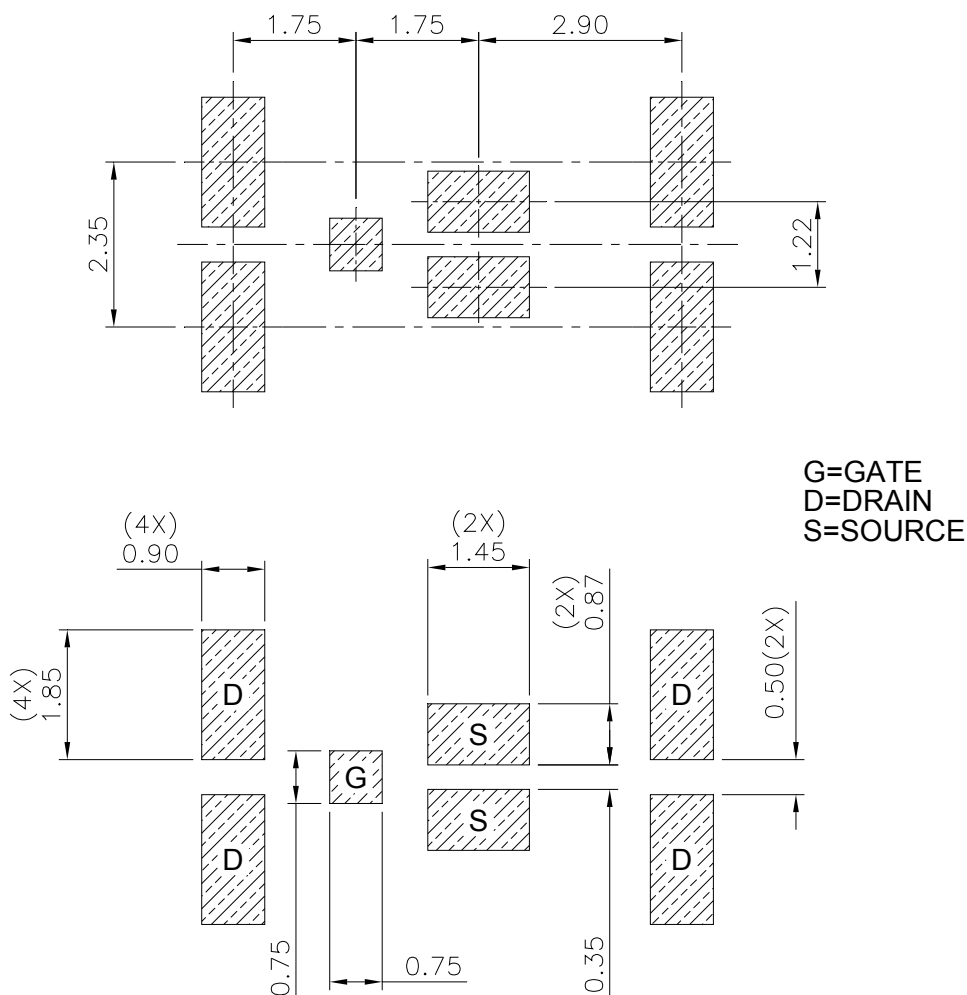 1.75
1.75
2.90
2.35
1.22
G=GATE
D=DRAIN
S=SOURCE
(4X)
0.90
(2X)
1.45
(2X)
0.87
0.50(2X)
(4X)
1.85
D
S
D
G
D
S
D
0.75
0.75
0.35